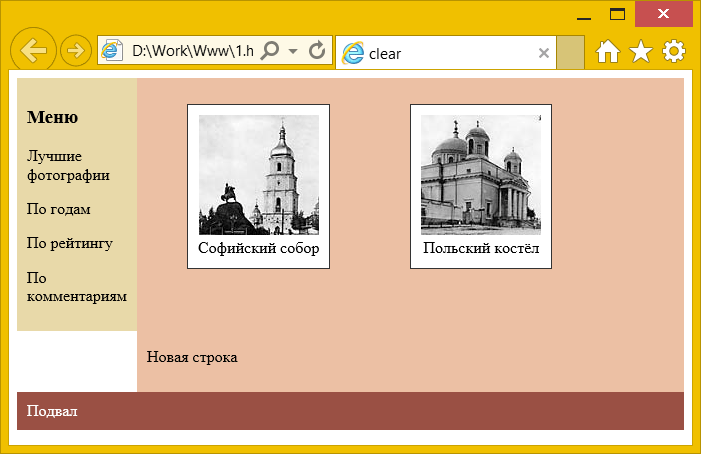 D:\Work\Www\1.h
clear
Меню
Лучшие
фотографии
По годам
По рейтингу
По
комментариям
Софийский собор
Польский костёл
Новая строка
Подвал